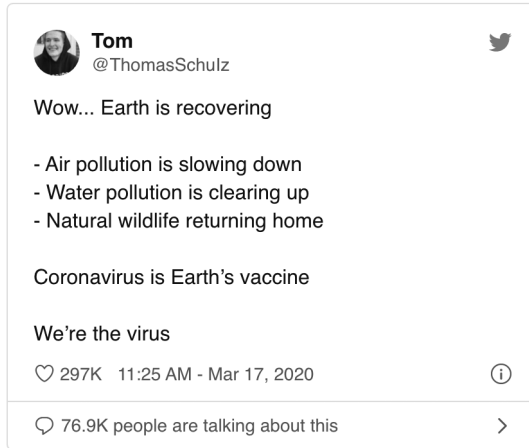 Tom
@ThomasSchulz
Wow... Earth is recovering
- Air pollution is slowing down
- Water pollution is clearing up
- Natural wildlife returning home
Coronavirus is Earth’s vaccine
We’re the virus
297K 11:25 AM - Mar 17, 2020
76.9K people are talking about this